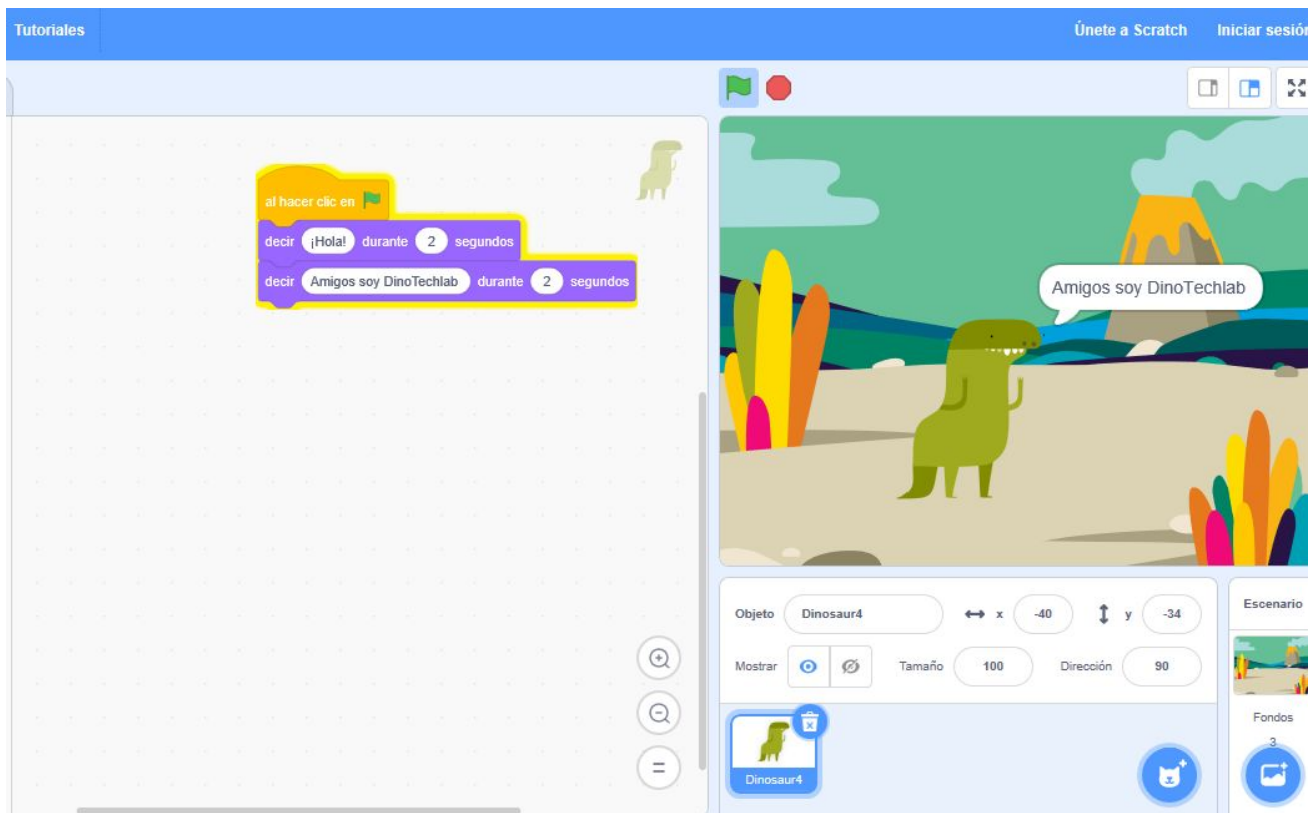 Tutoriales
Únete a Scratch
Iniciar sesión
al hacer clic en
decir ¡Hola! durante 2 segundos
decir Amigos soy DinoTechlab durante 2 segundos
Amigos soy DinoTechlab
Objeto Dinosaur4 x -40 y -34
Mostrar Tamaño 100 Dirección 90
Dinosaur4
Escenario
Fondos
3